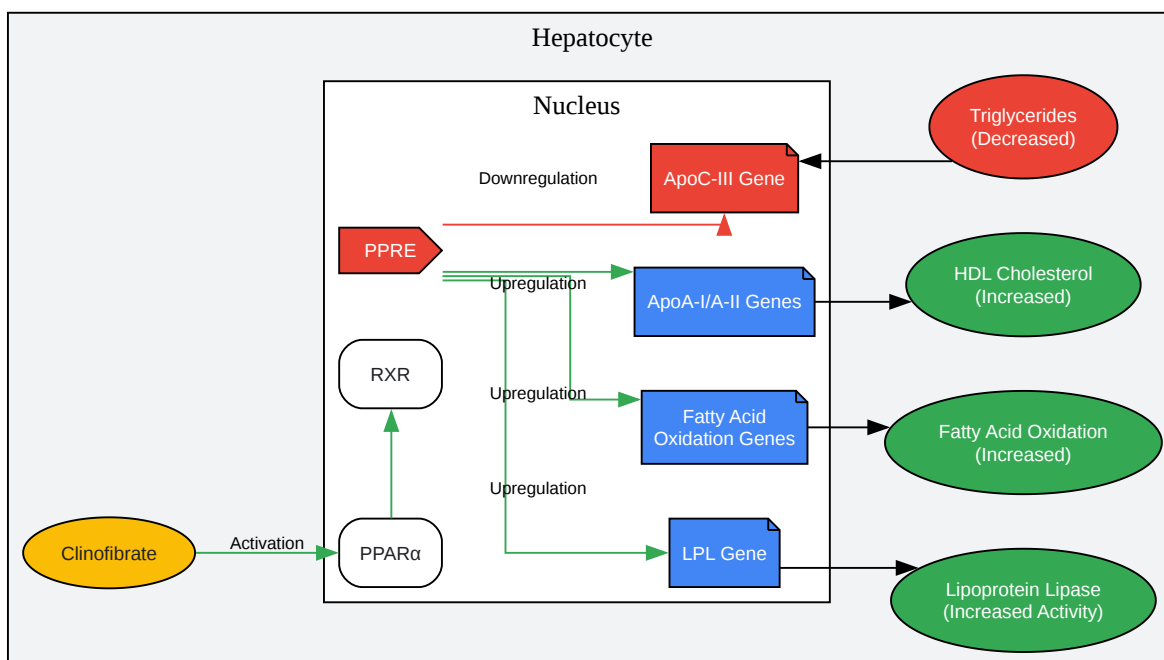 Hepatocyte
Nucleus
Triglycerides
(Decreased)
Downregulation
ApoC-III Gene
PPRE
HDL Cholesterol
(Increased)
Upregulation
ApoA-I/A-II Genes
RXR
Upregulation
Fatty Acid
Oxidation Genes
Fatty Acid Oxidation
(Increased)
Upregulation
Clinofibrate
Activation
PPARα
LPL Gene
Lipoprotein Lipase
(Increased Activity)